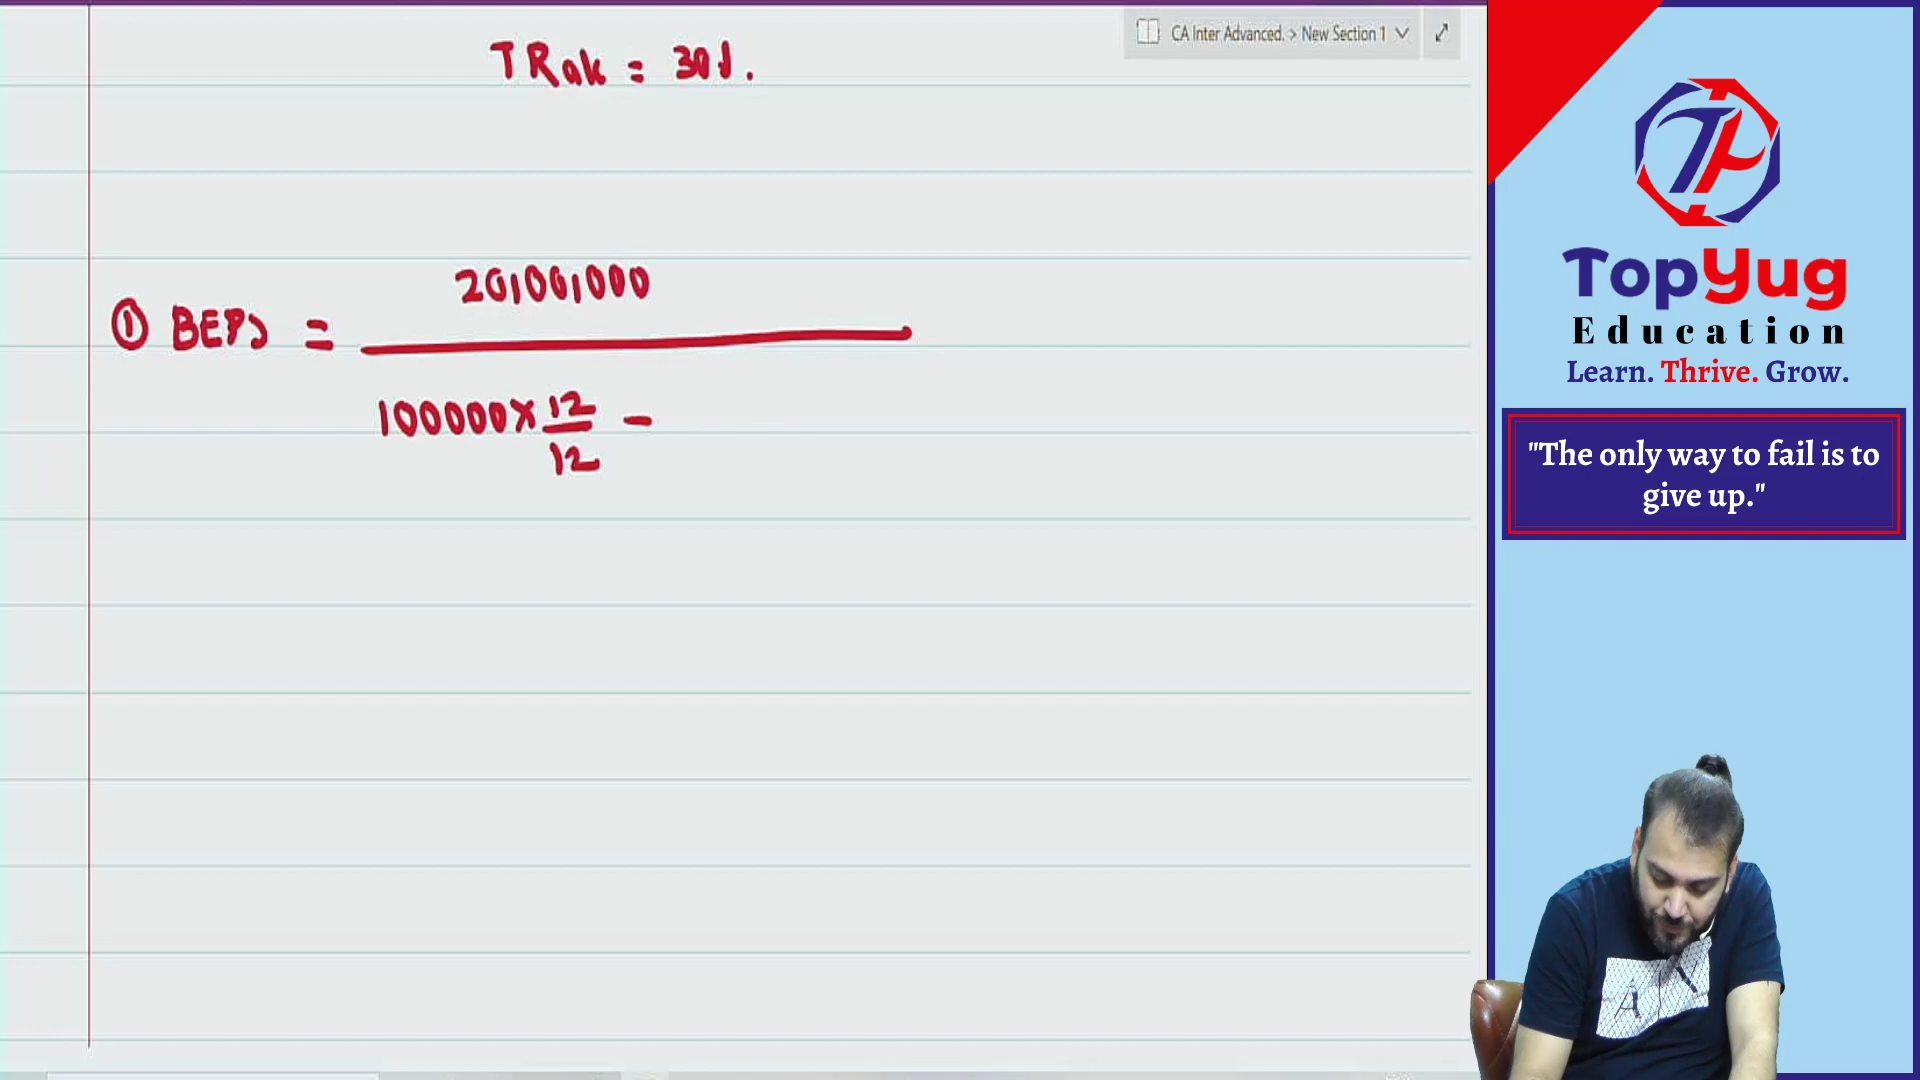 CA Inter Advanced. > New Section 1
TRak = 30%.
20,00,000
① BEPS =
100000 × 12/12 -
TopYug
Education
Learn. Thrive. Grow.
"The only way to fail is to
give up."
A